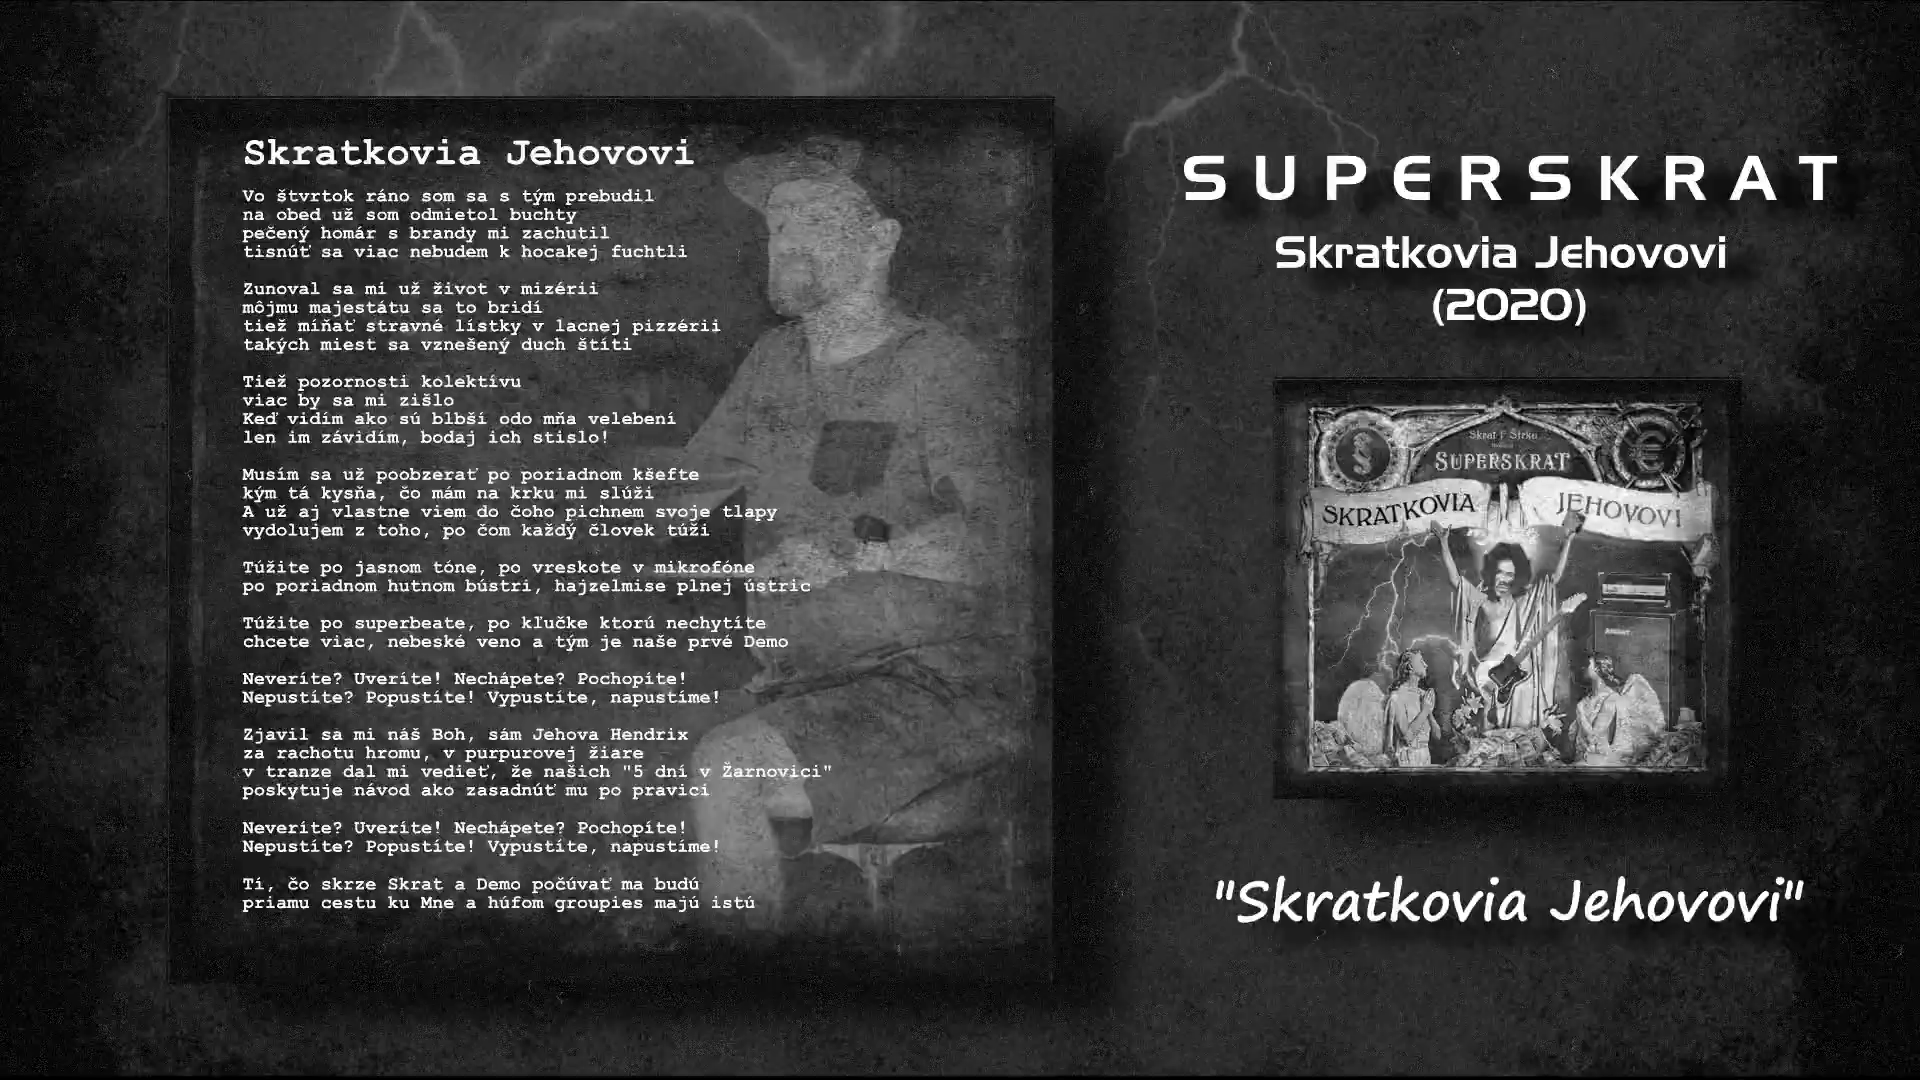 Skratkovia Jehovovi
Vo štvrtok ráno som sa s tým prebudil
na obed už som odmietol buchty
pečený homár s brandy mi zachutil
tisnúť sa viac nebudem k hocakej fuchtli
Zunoval sa mi už život v mizérii
môjmu majestátu sa to bridí
tiež míňať stravné lístky v lacnej pizzérii
takých miest sa vznešený duch štíti
Tiež pozornosti kolektívu
viac by sa mi zišlo
Keď vidím ako sú blbší odo mňa velebení
len im závidím, bodaj ich stislo!
Musím sa už poobzerať po poriadnom kšefte
kým tá kysňa, čo mám na krku mi slúži
A už aj vlastne viem do čoho pichnem svoje tlapy
vydolujem z toho, po čom každý človek túži
Túžite po jasnom tóne, po vreskote v mikrofóne
po poriadnom hutnom bústri, hajzelmise plnej ústric
Túžite po superbeate, po kľučke ktorú nechytíte
chcete viac, nebeské veno a tým je naše prvé Demo
Neveríte? Uveríte! Nechápete? Pochopíte!
Nepustíte? Popustíte! Vypustíte, napustíme!
Zjavil sa mi náš Boh, sám Jehova Hendrix
za rachotu hromu, v purpurovej žiare
v tranze dal mi vedieť, že našich "5 dní v Žarnovici"
poskytuje návod ako zasadnúť mu po pravici
Neveríte? Uveríte! Nechápete? Pochopíte!
Nepustíte? Popustíte! Vypustíte, napustíme!
Tí, čo skrze Skrat a Demo počúvať ma budú
priamu cestu ku Mne a húfom groupies majú istú
SUPERSKRAT
Skratkovia Jehovovi
(2020)
SUPERSKRAT
SKRATKOVIA JEHOVOVI
"Skratkovia Jehovovi"